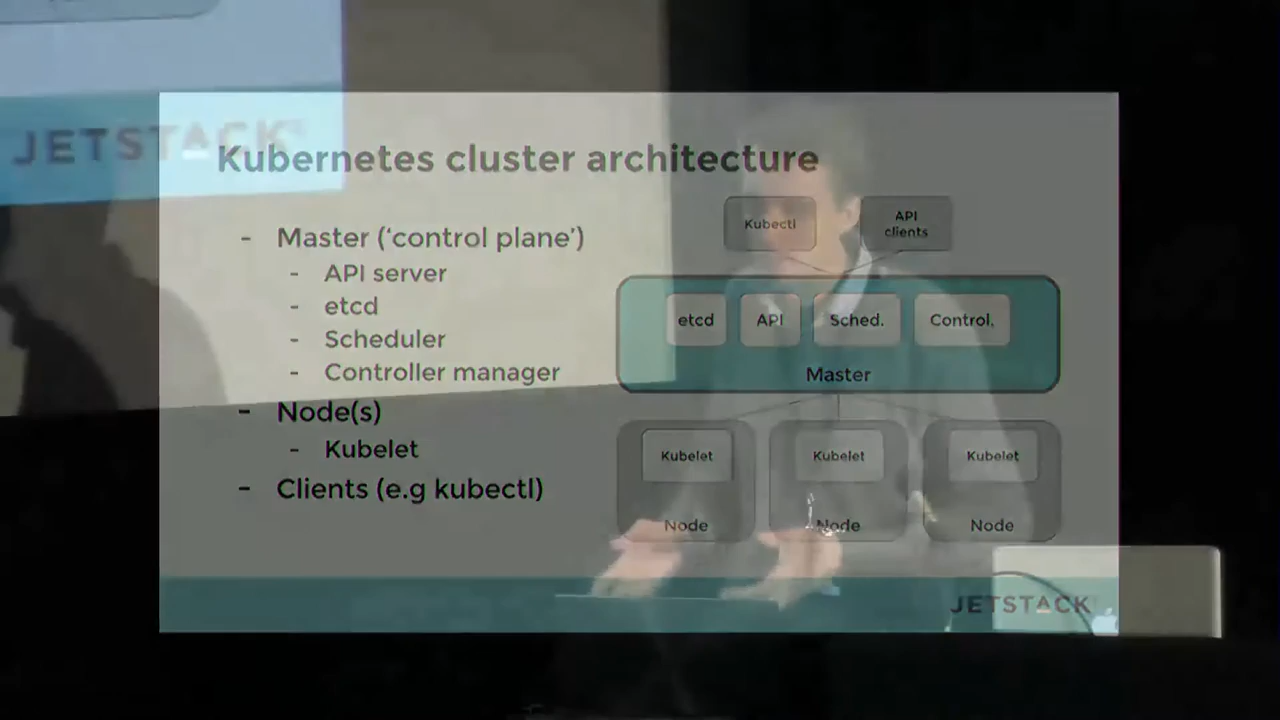 JETSTACK
Kubernetes cluster architecture
- Master (‘control plane’)
- API server
- etcd
- Scheduler
- Controller manager
- Node(s)
- Kubelet
- Clients (e.g kubectl)
Kubectl
API
clients
etcd
API
Sched.
Control.
Master
Kubelet
Kubelet
Kubelet
Node
Node
Node
JETSTACK